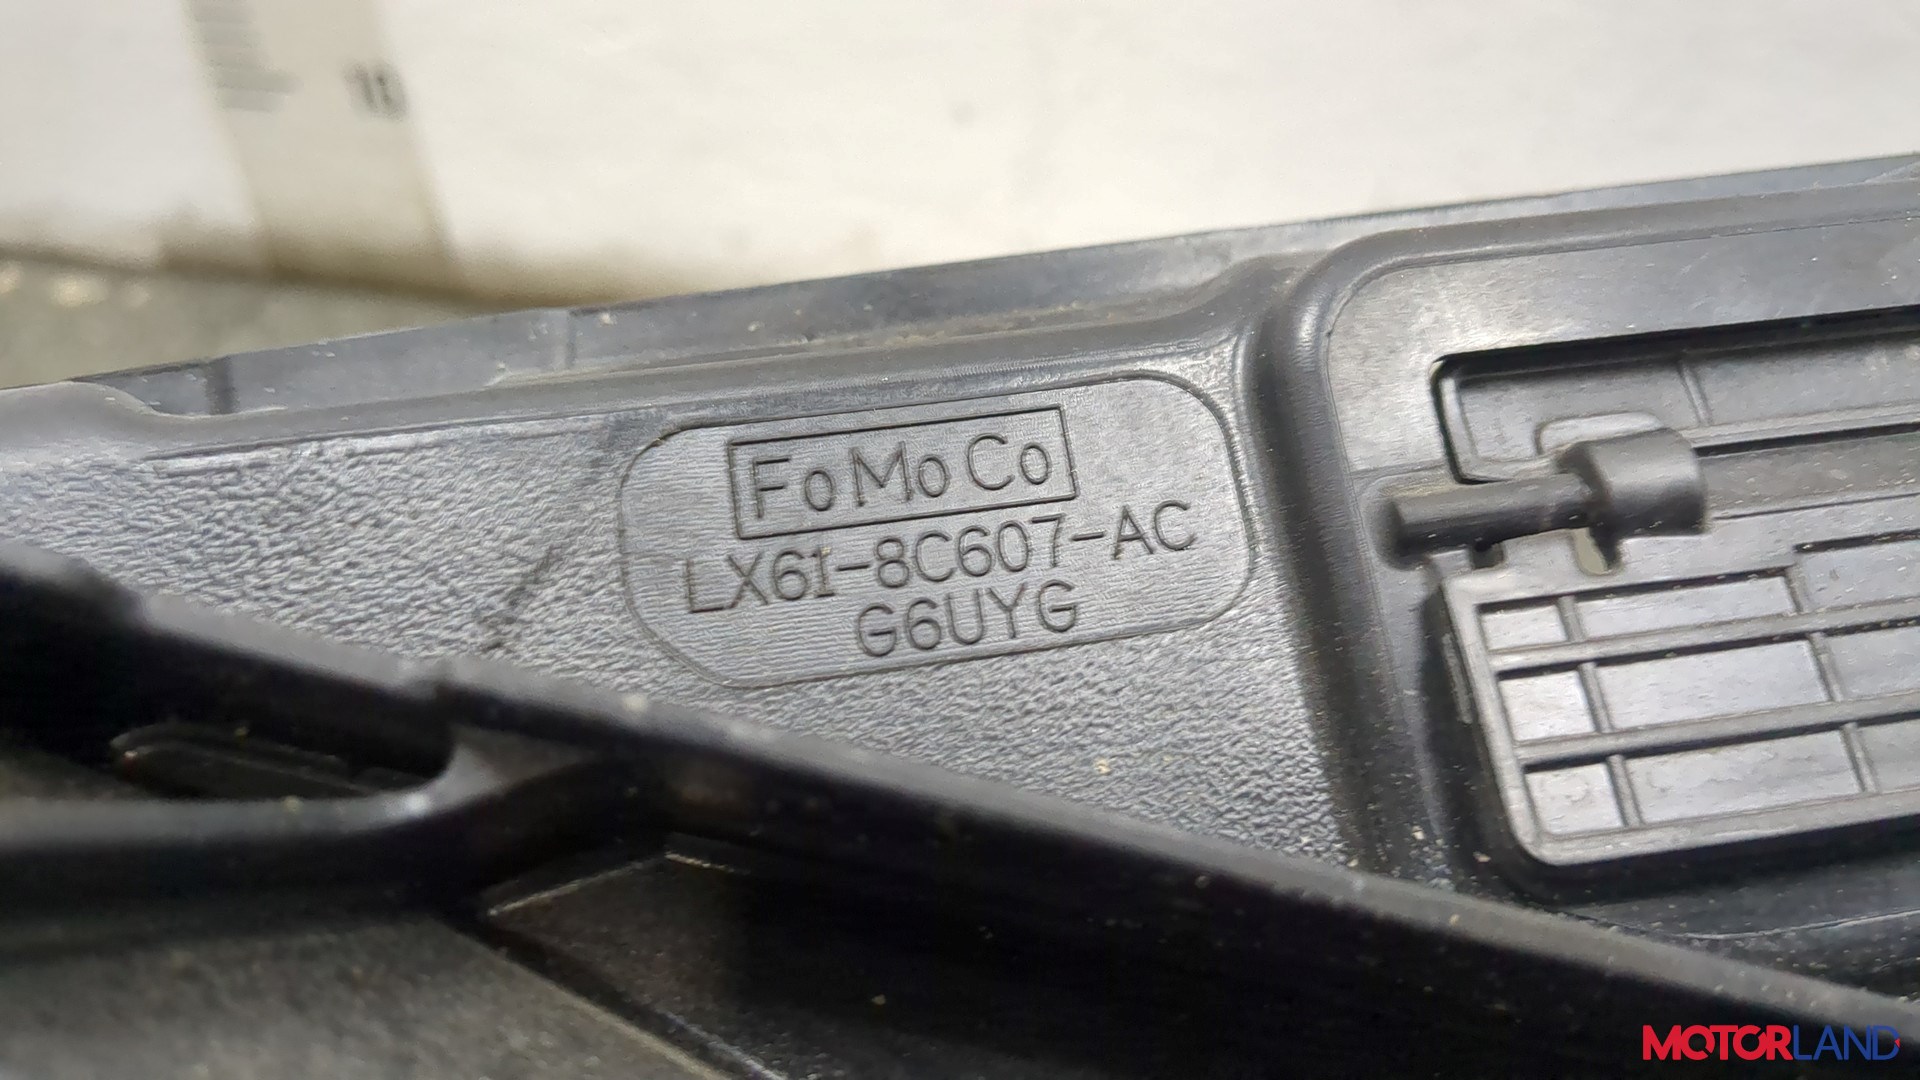 FoMoCo
LX61-8C607-AC
G6UYG
MOTORLAND